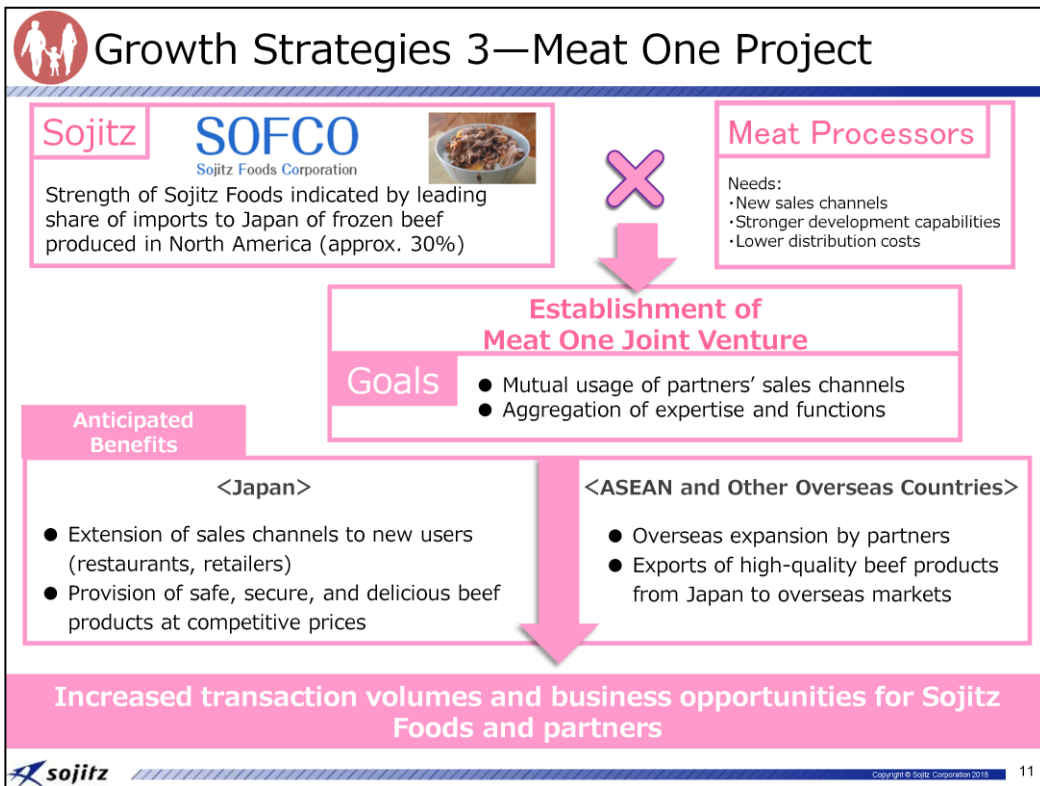 Growth Strategies 3—Meat One Project
Sojitz
SOFCO
Sojitz Foods Corporation
Strength of Sojitz Foods indicated by leading
share of imports to Japan of frozen beef
produced in North America (approx. 30%)
Meat Processors
Needs:
・New sales channels
・Stronger development capabilities
・Lower distribution costs
Establishment of
Meat One Joint Venture
Goals
● Mutual usage of partners’ sales channels
● Aggregation of expertise and functions
Anticipated
Benefits
<Japan>
● Extension of sales channels to new users
(restaurants, retailers)
● Provision of safe, secure, and delicious beef
products at competitive prices
<ASEAN and Other Overseas Countries>
● Overseas expansion by partners
● Exports of high-quality beef products
from Japan to overseas markets
Increased transaction volumes and business opportunities for Sojitz
Foods and partners
sojitz
Copyright © Sojitz Corporation 2018
11